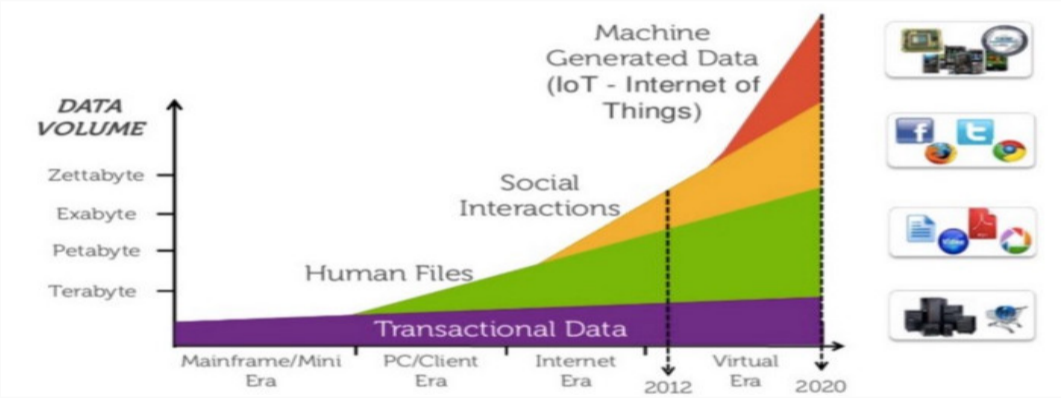 DATA
VOLUME
Zettabyte
Exabyte
Petabyte
Terabyte
Machine
Generated Data
(IoT - Internet of
Things)
Social
Interactions
Human Files
Transactional Data
Mainframe/Mini
Era
PC/Client
Era
Internet
Era
2012
Virtual
Era
2020